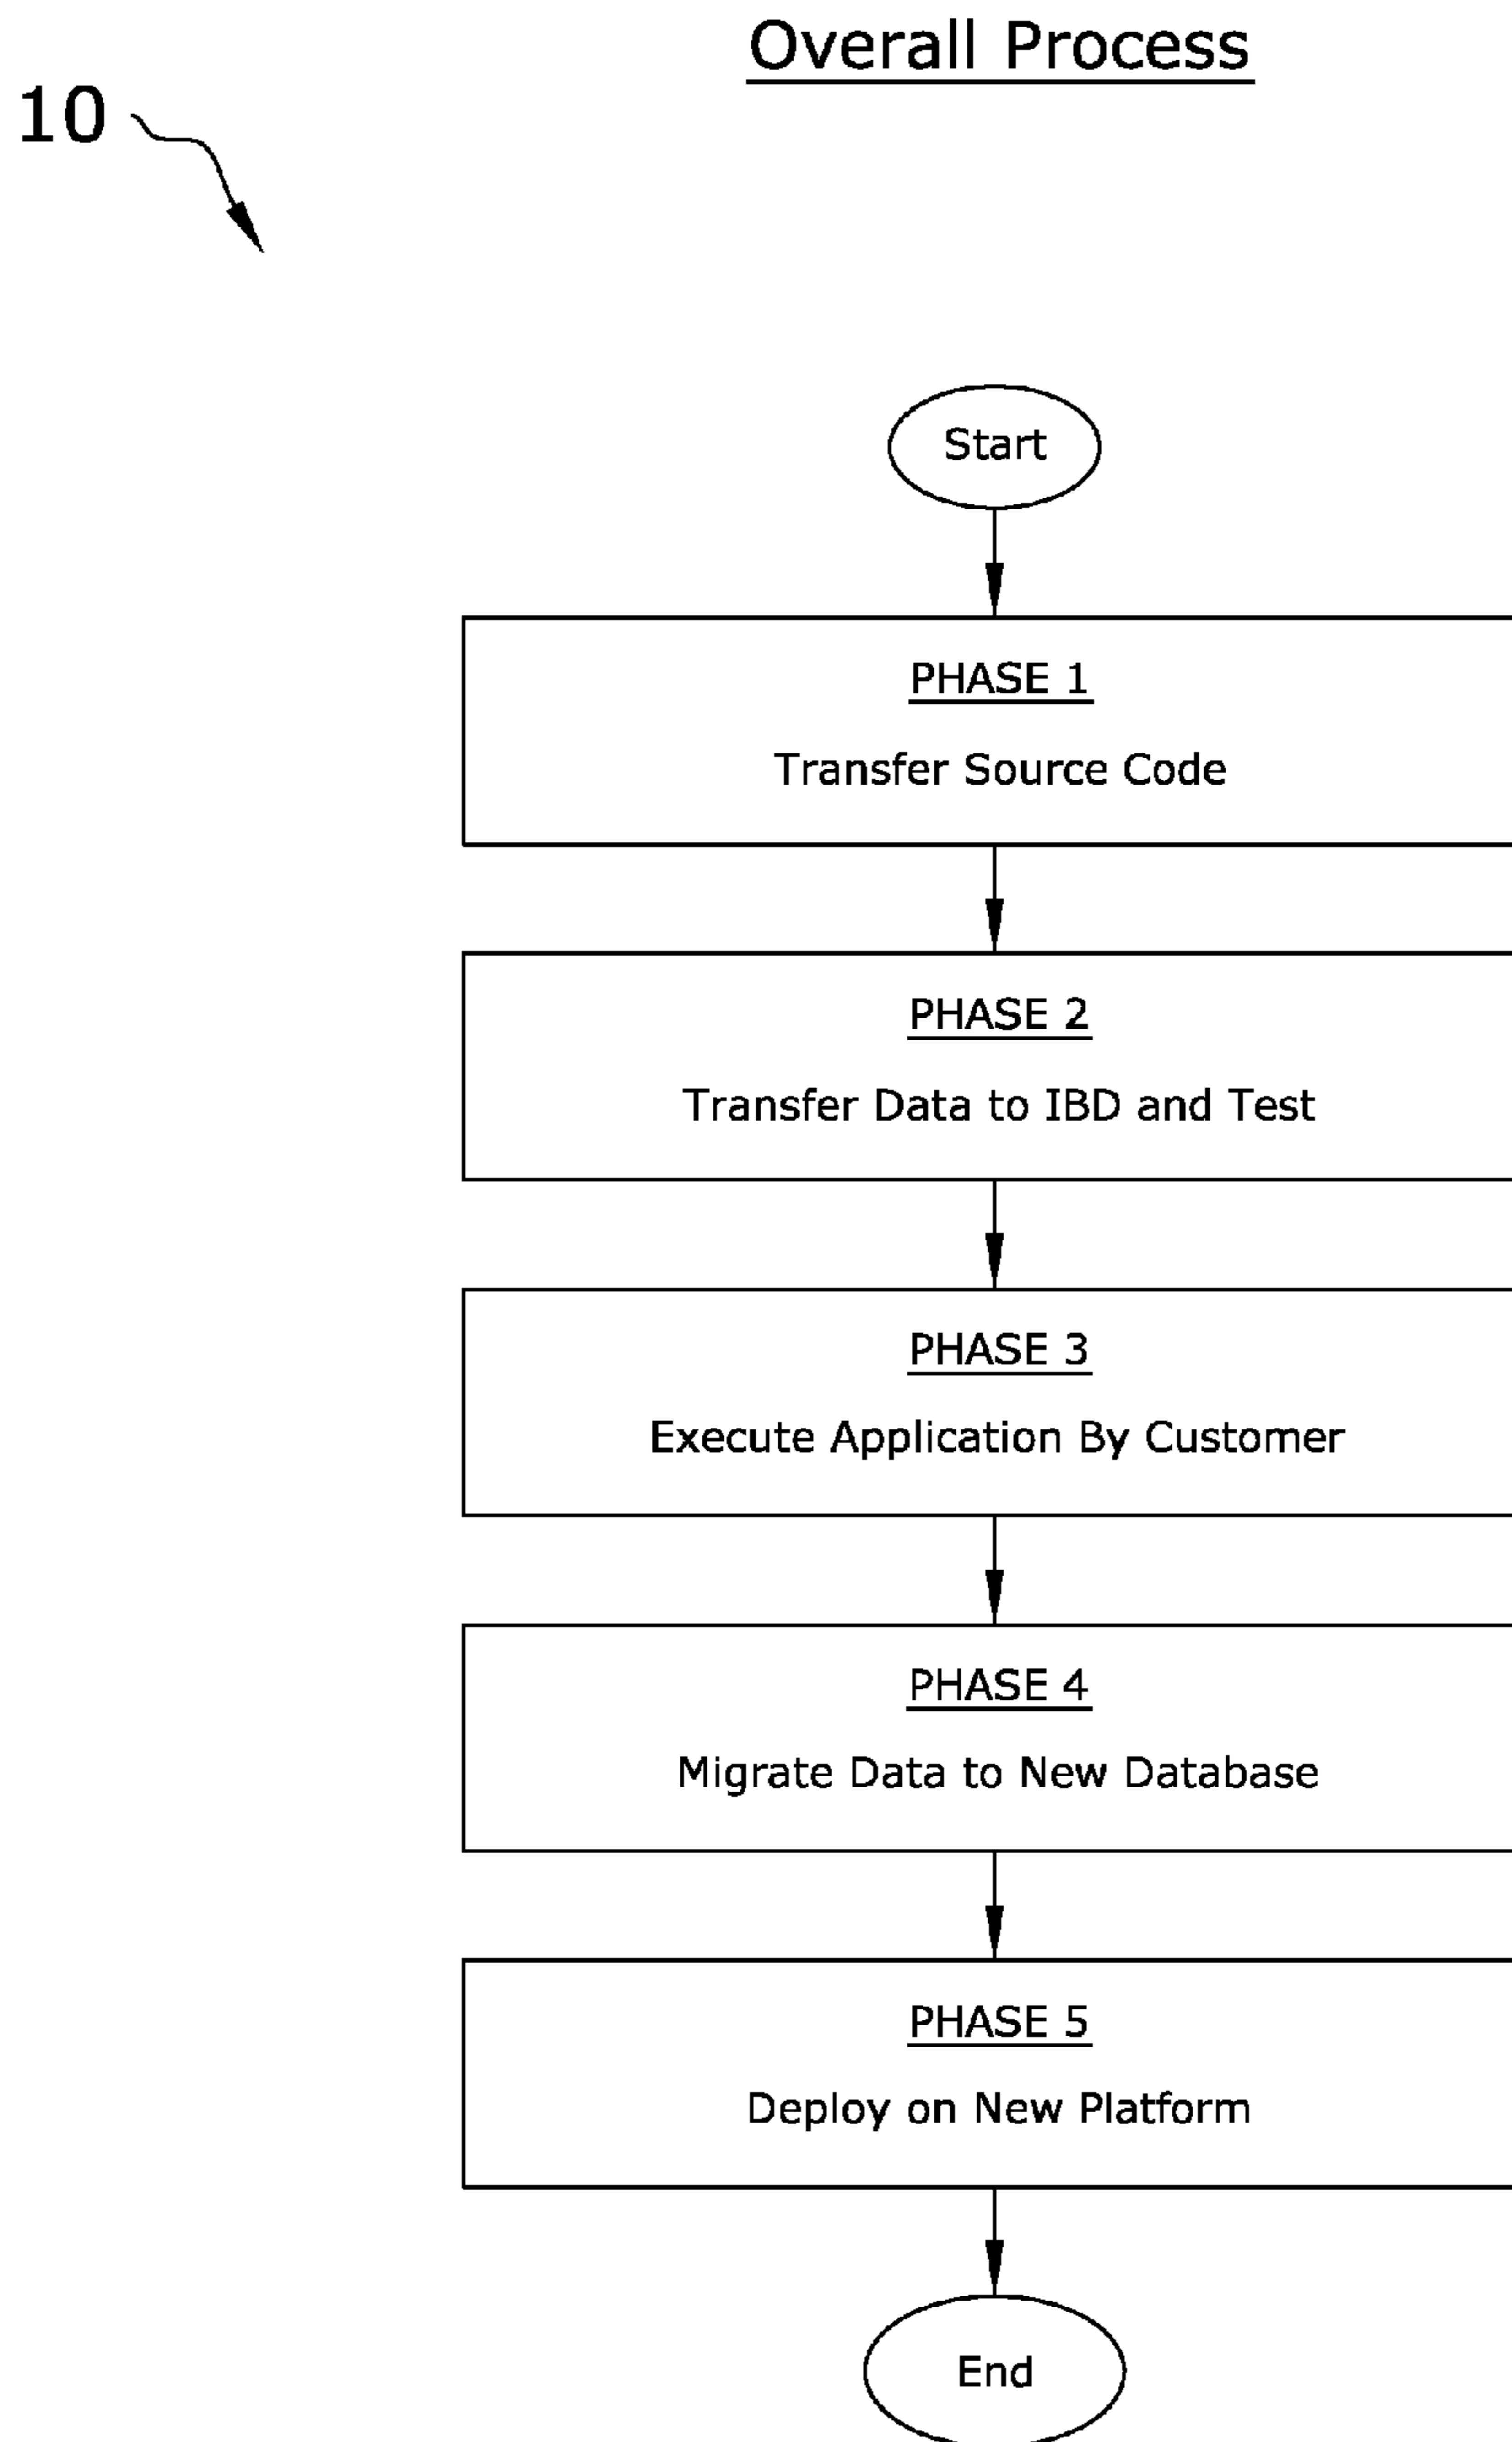 Overall Process
10
Start
PHASE 1
Transfer Source Code
PHASE 2
Transfer Data to IBD and Test
PHASE 3
Execute Application By Customer
PHASE 4
Migrate Data to New Database
PHASE 5
Deploy on New Platform
End